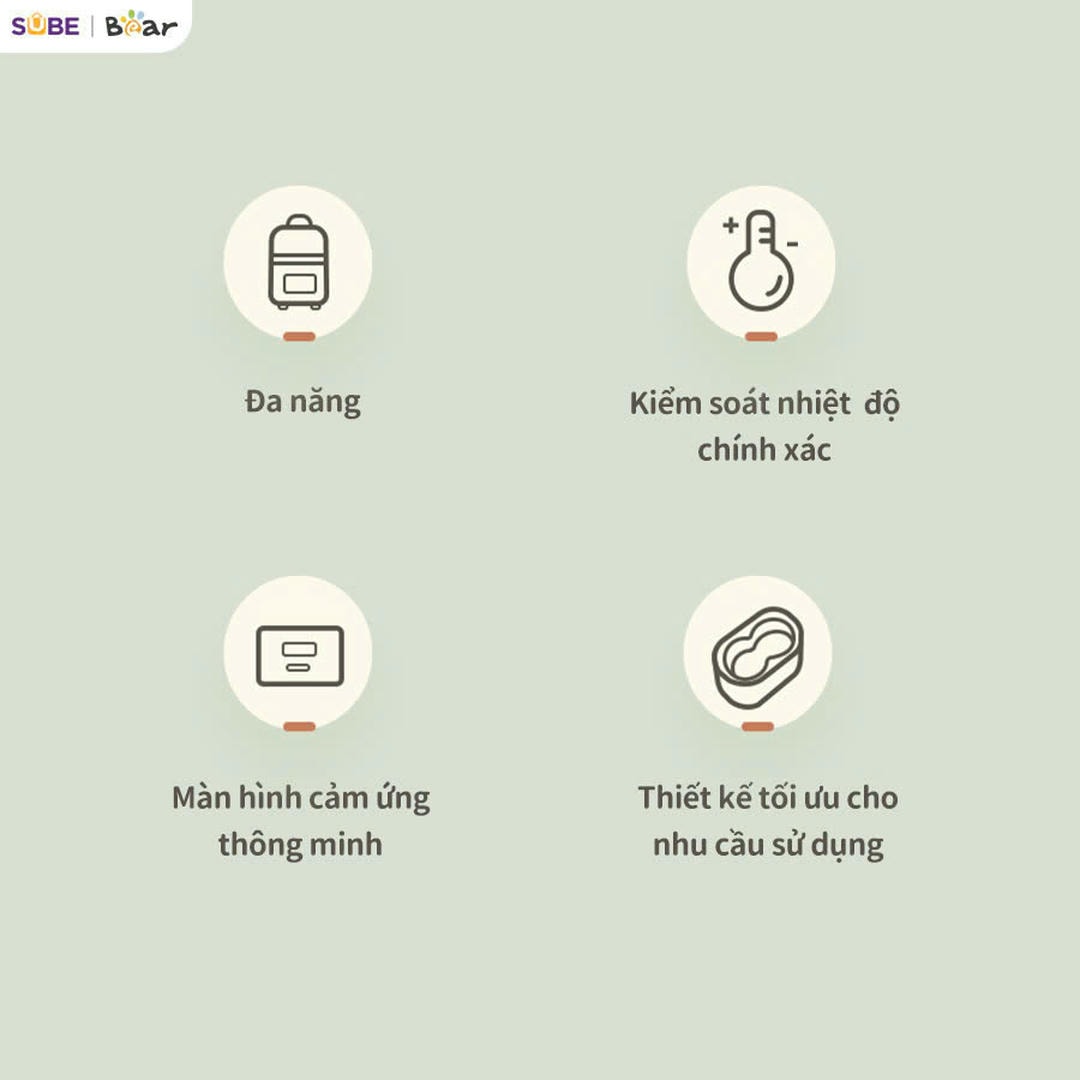 SUBE | Bear
Đa năng
Kiểm soát nhiệt độ
chính xác
Màn hình cảm ứng
thông minh
Thiết kế tối ưu cho
nhu cầu sử dụng